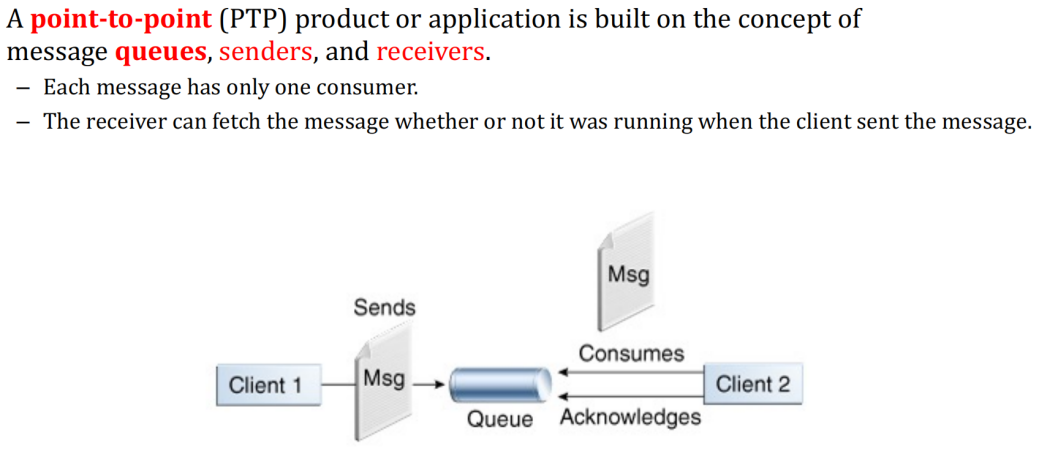 A point-to-point (PTP) product or application is built on the concept of
message queues, senders, and receivers.
– Each message has only one consumer.
– The receiver can fetch the message whether or not it was running when the client sent the message.
Msg
Sends
Consumes
Client 1
Msg
Client 2
Queue
Acknowledges